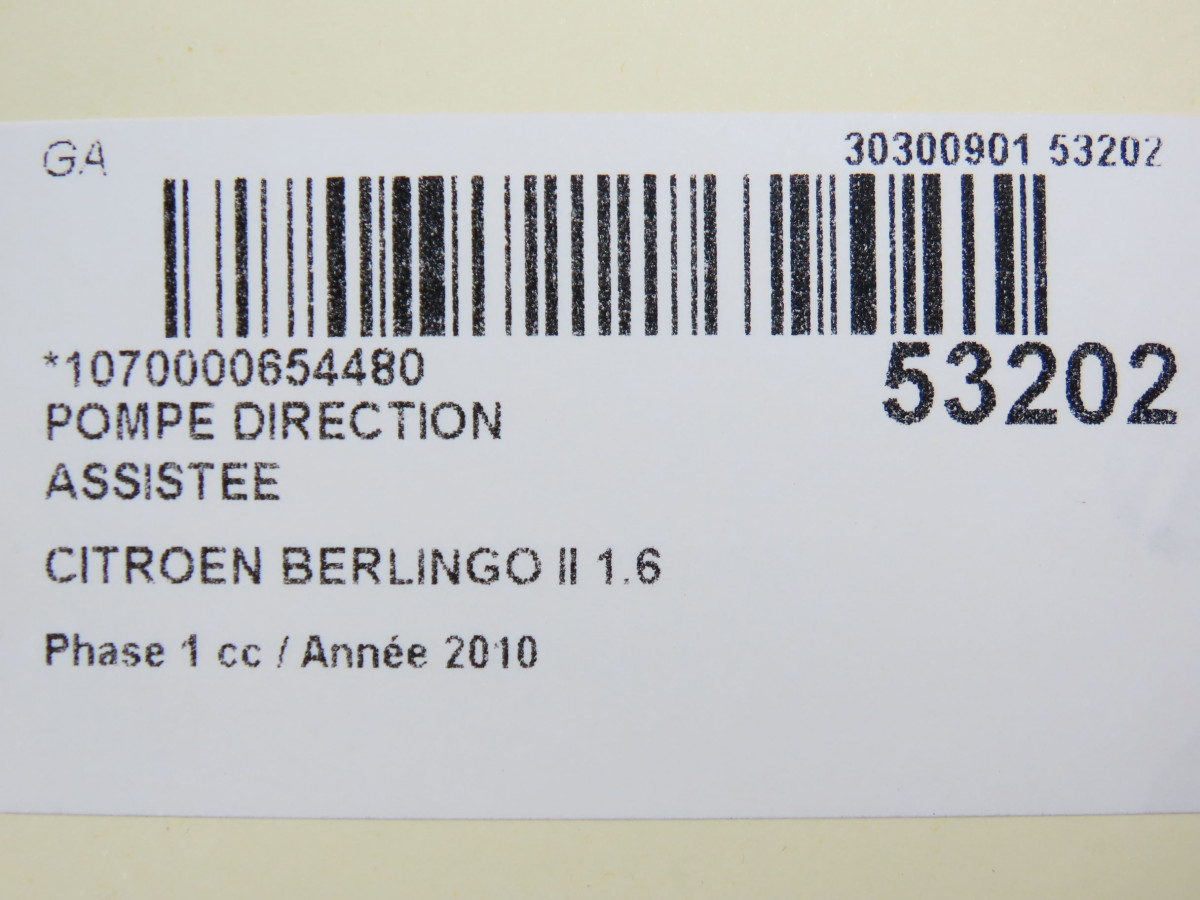 GA
30300901 53202
*1070000654480
53202
POMPE DIRECTION
ASSISTEE
CITROEN BERLINGO II 1.6
Phase 1 cc / Année 2010